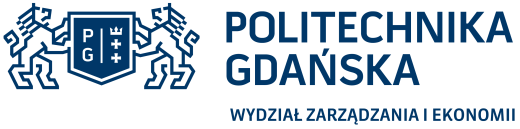 P
G
POLITECHNIKA
GDAŃSKA
WYDZIAŁ ZARZĄDZANIA I EKONOMII